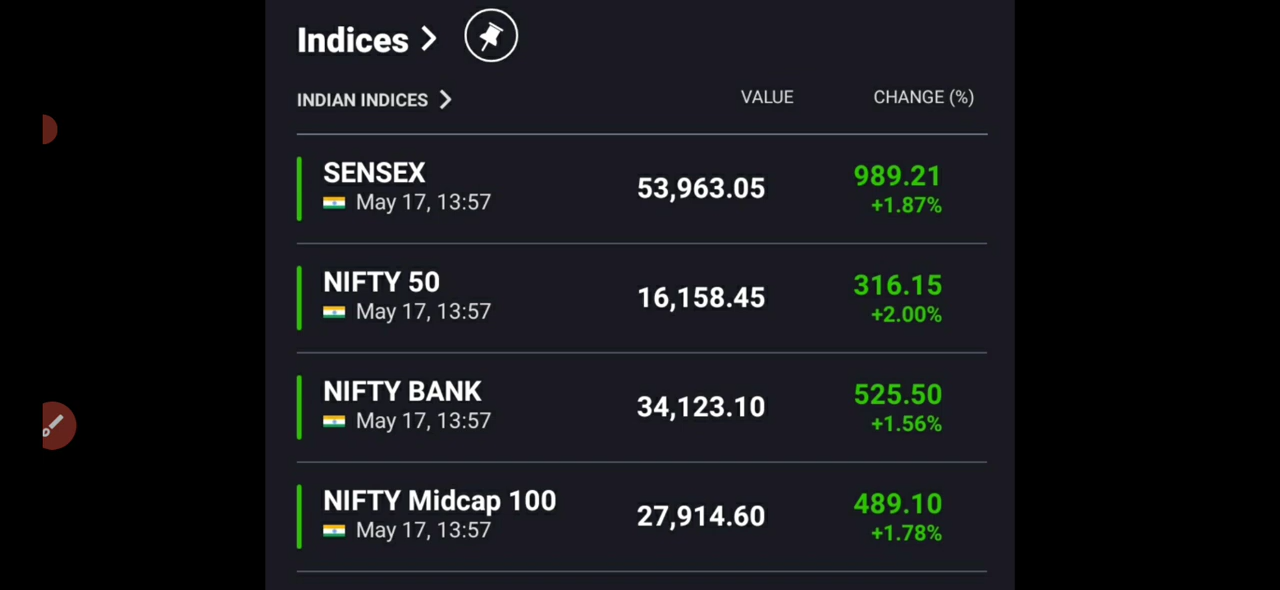 Indices
INDIAN INDICES VALUE CHANGE (%)
SENSEX
May 17, 13:57
53,963.05
989.21
+1.87%
NIFTY 50
May 17, 13:57
16,158.45
316.15
+2.00%
NIFTY BANK
May 17, 13:57
34,123.10
525.50
+1.56%
NIFTY Midcap 100
May 17, 13:57
27,914.60
489.10
+1.78%